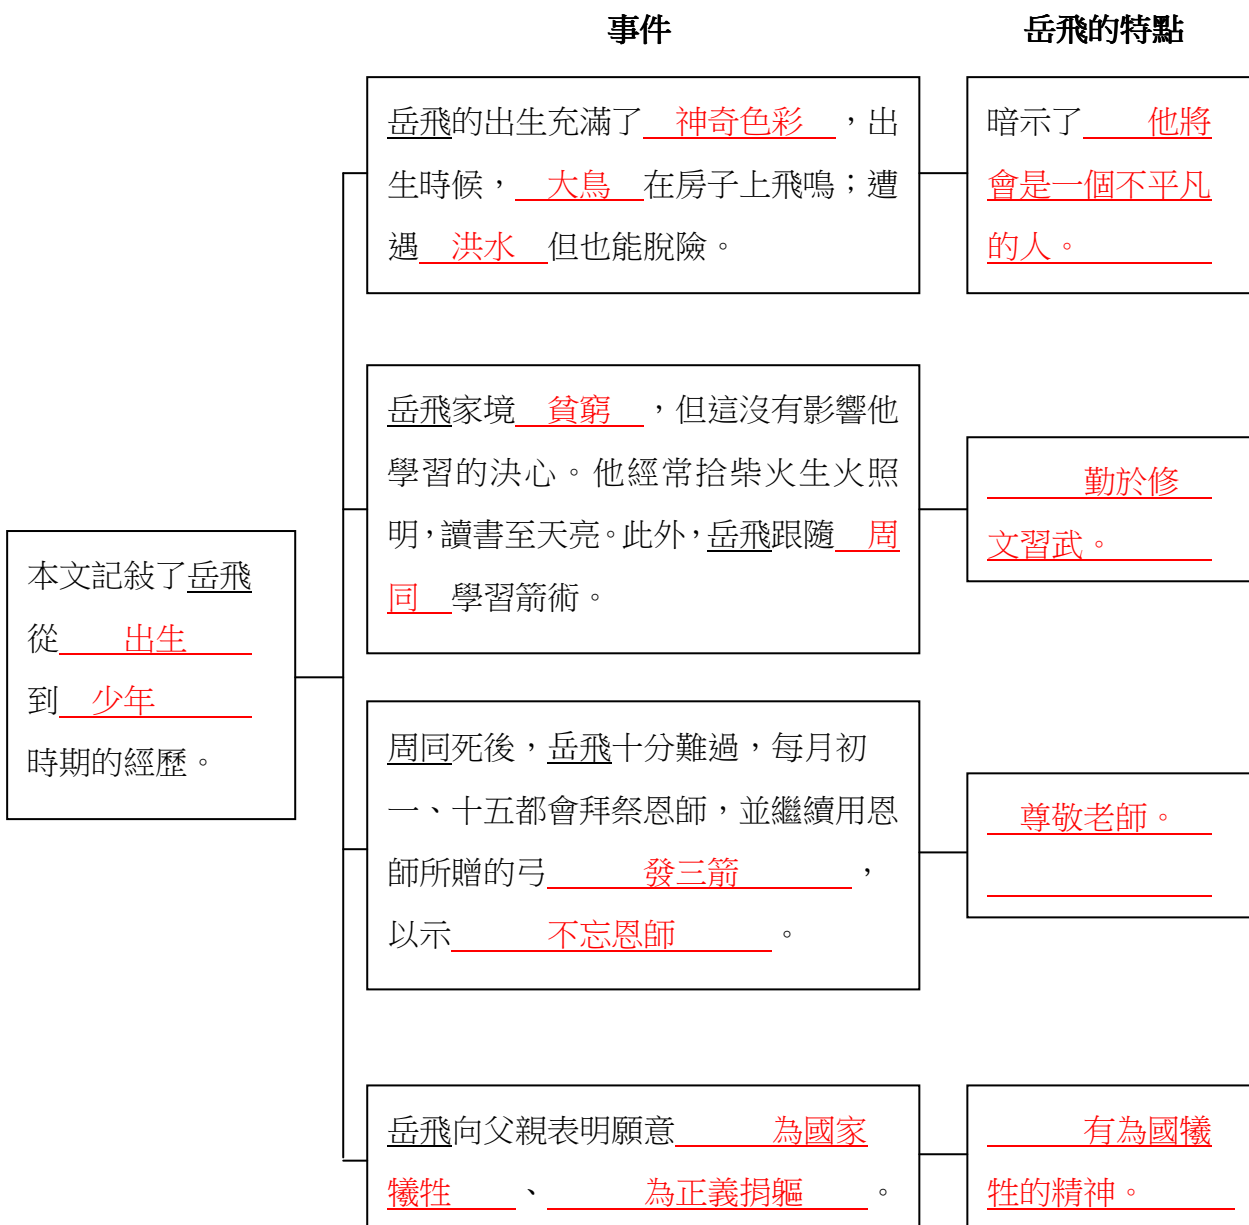 事件
岳飛的特點
岳飛的出生充滿了 神奇色彩 ，出
生時候， 大鳥 在房子上飛鳴；遭
遇 洪水 但也能脫險。
暗示了 他將
會是一個不平凡
的人。
岳飛家境 貧窮 ，但這沒有影響他
學習的決心。他經常拾柴火生火照
明，讀書至天亮。此外，岳飛跟隨 周
同 學習箭術。
勤於修
文習武。
本文記敍了岳飛
從 出生
到 少年
時期的經歷。
周同死後，岳飛十分難過，每月初
一、十五都會拜祭恩師，並繼續用恩
師所贈的弓 發三箭 ，
以示 不忘恩師 。
尊敬老師。
岳飛向父親表明願意 為國家
犧牲 、 為正義捐軀 。
有為國犧
牲的精神。